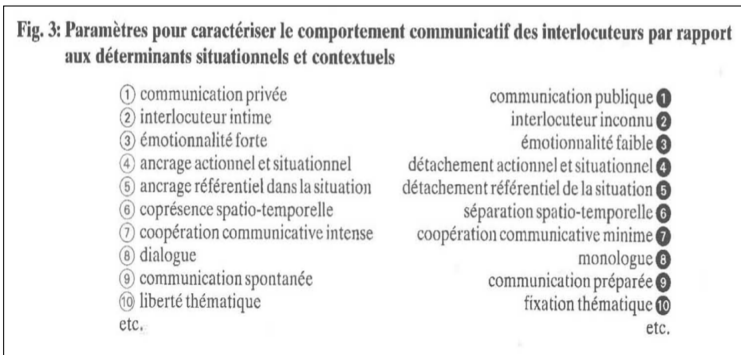 Fig. 3: Paramètres pour caractériser le comportement communicatif des interlocuteurs par rapport
aux déterminants situationnels et contextuels
① communication privée communication publique ❶
② interlocuteur intime interlocuteur inconnu ❷
③ émotionnalité forte émotionnalité faible ❸
④ ancrage actionnel et situationnel détachement actionnel et situationnel ❹
⑤ ancrage référentiel dans la situation détachement référentiel de la situation ❺
⑥ coprésence spatio-temporelle séparation spatio-temporelle ❻
⑦ coopération communicative intense coopération communicative minime ❼
⑧ dialogue monologue ❽
⑨ communication spontanée communication préparée ❾
⑩ liberté thématique fixation thématique ❿
etc. etc.